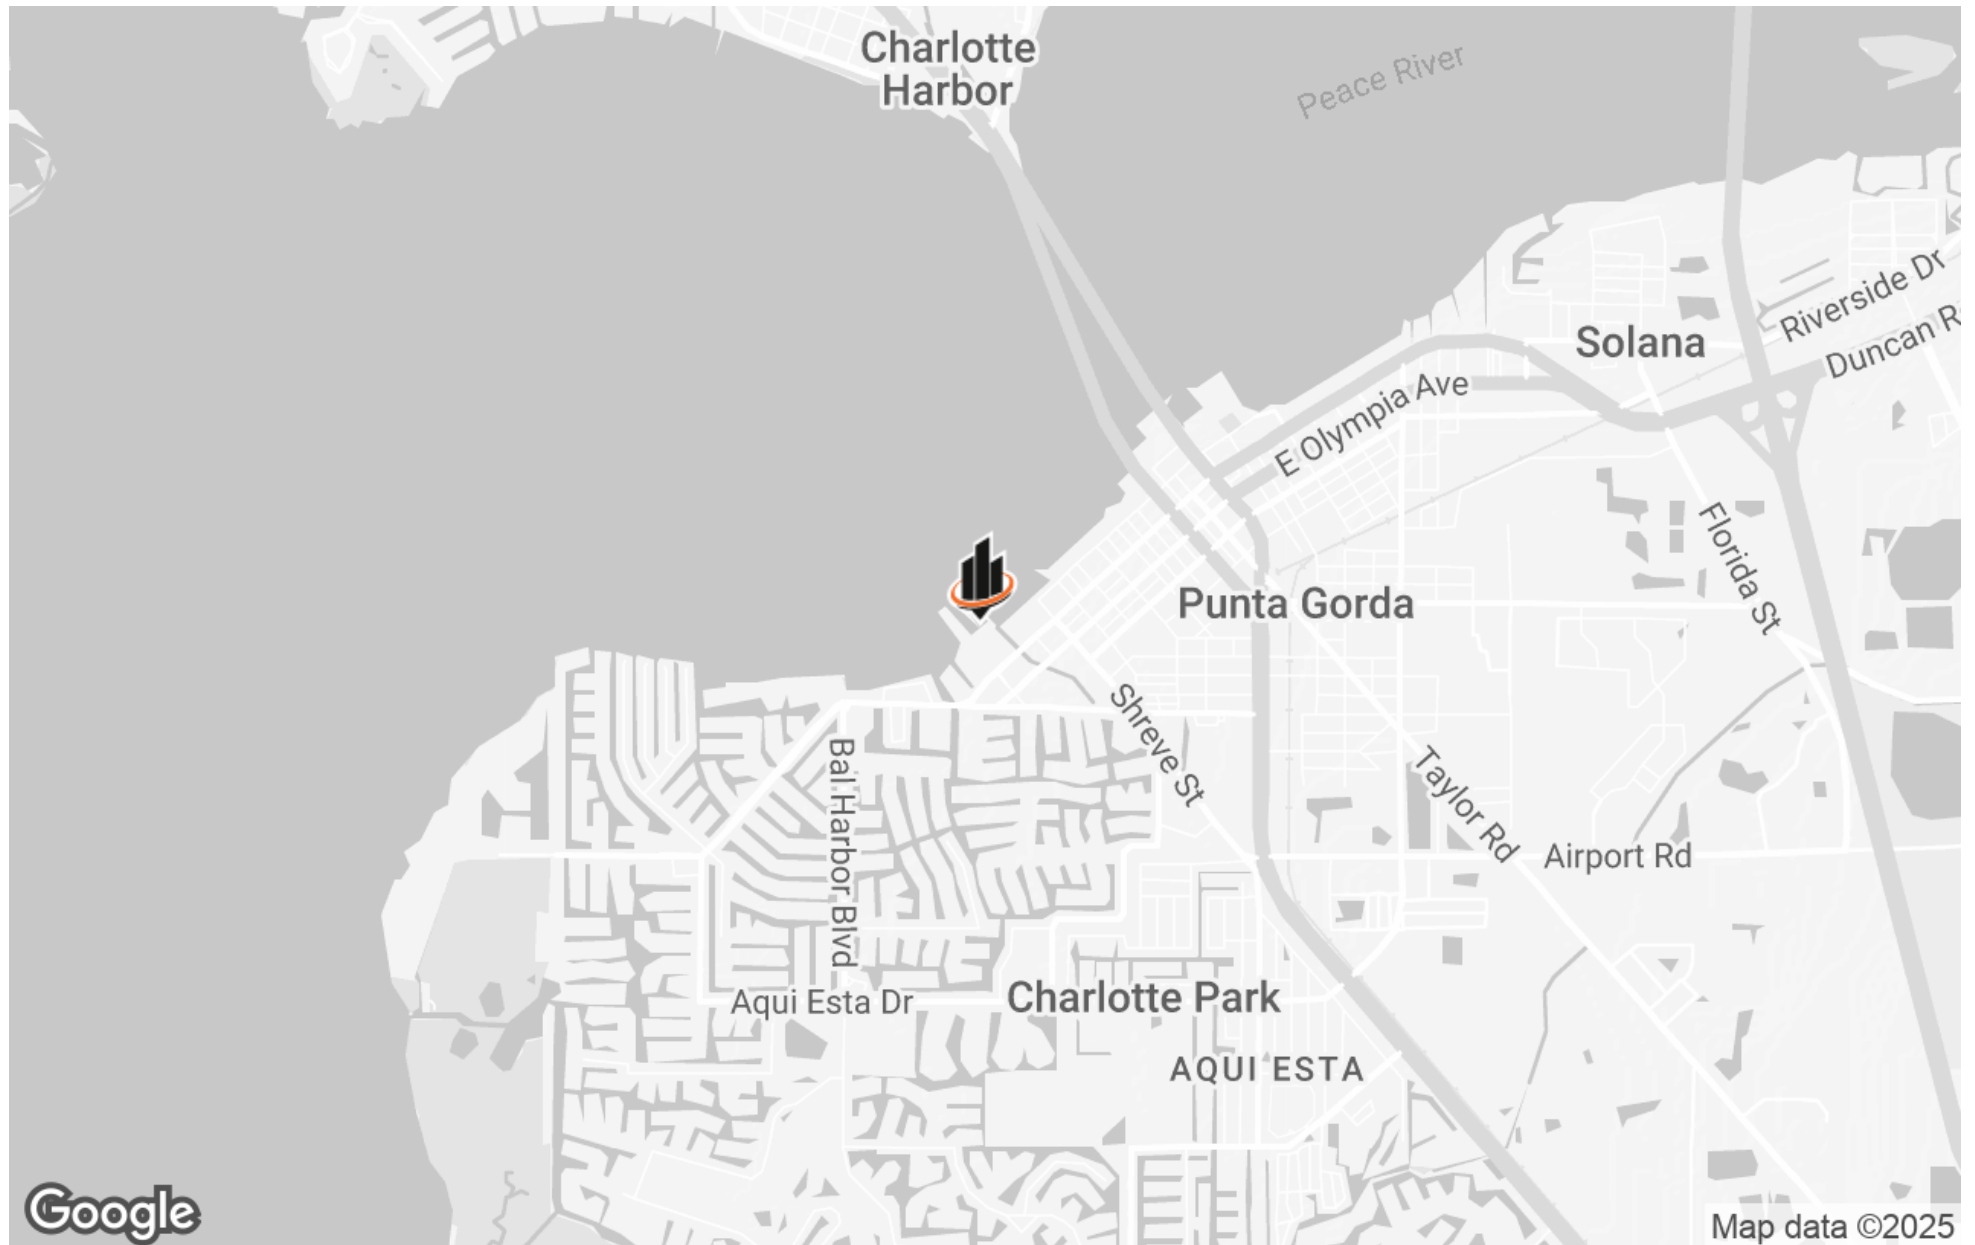 Charlotte
Harbor
Peace River
Riverside Dr
Duncan R
Solana
E Olympia Ave
Florida St
Punta Gorda
Shreve St
Bal Harbor Blvd
Taylor Rd
Airport Rd
Aqui Esta Dr
Charlotte Park
AQUI ESTA
Google
Map data ©2025